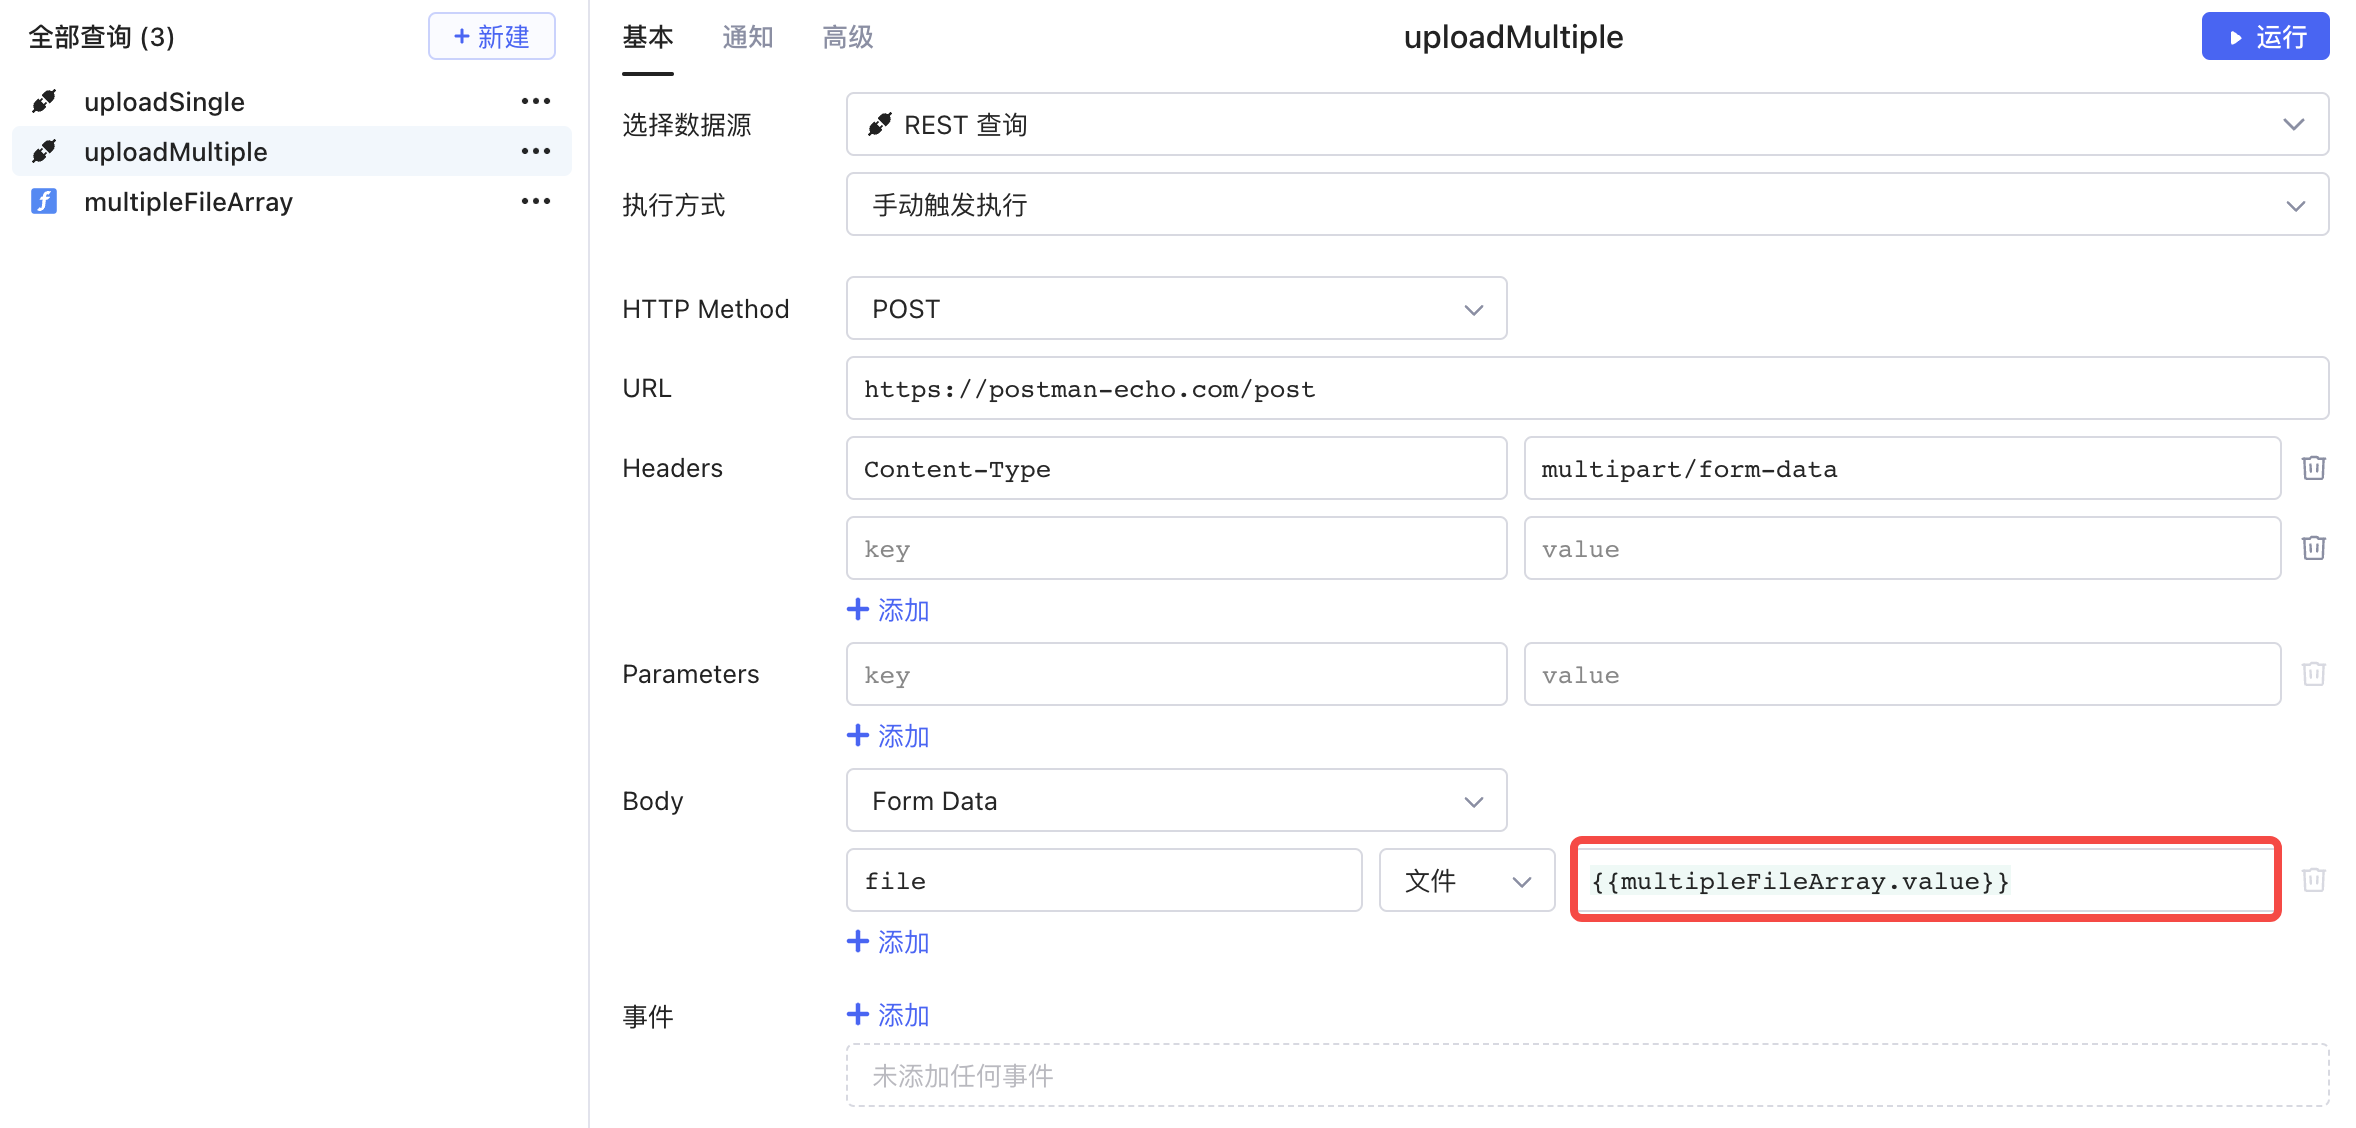 全部查询 (3)
+ 新建
uploadSingle
uploadMultiple
multipleFileArray
基本 通知 高级
uploadMultiple
运行
选择数据源
REST 查询
执行方式
手动触发执行
HTTP Method
POST
URL
https://postman-echo.com/post
Headers
Content-Type
multipart/form-data
key
value
+ 添加
Parameters
key
value
+ 添加
Body
Form Data
file
文件
{{multipleFileArray.value}}
+ 添加
事件
+ 添加
未添加任何事件